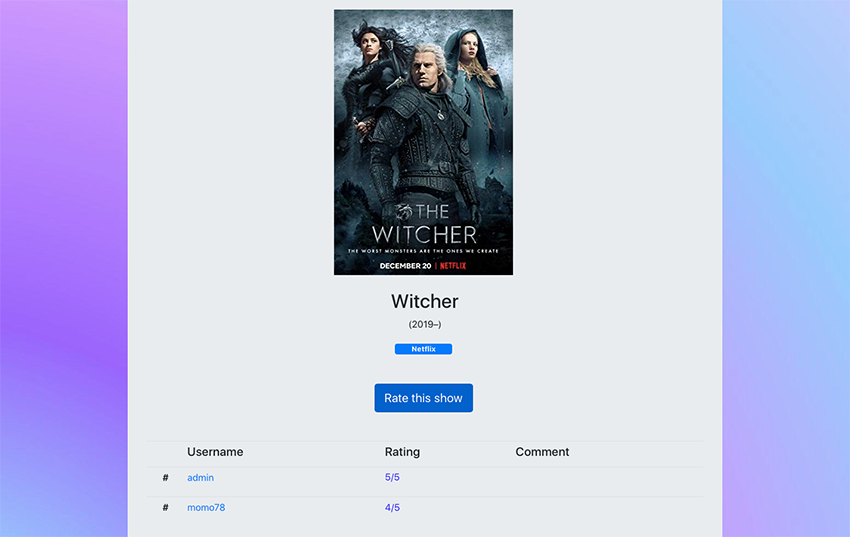 THE
WITCHER
THE WORST MONSTERS ARE THE ONES WE CREATE
DECEMBER 20 | NETFLIX
Witcher
(2019–)
Netflix
Rate this show
Username Rating Comment
# admin 5/5
# momo78 4/5